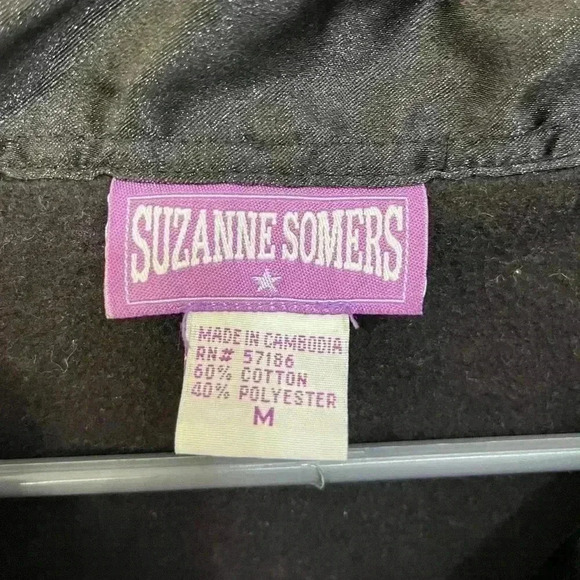 SUZANNE SOMERS
MADE IN CAMBODIA
RN# 57186
60% COTTON
40% POLYESTER
M